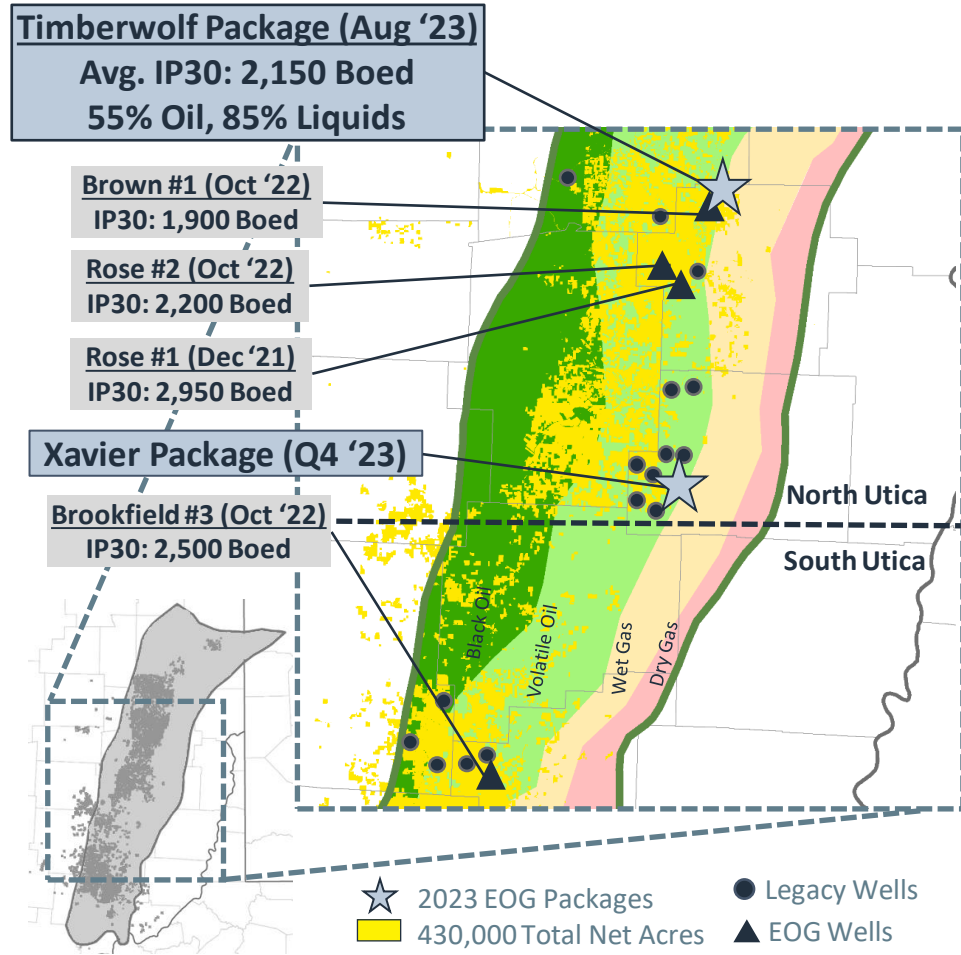 Timberwolf Package (Aug ‘23)
Avg. IP30: 2,150 Boed
55% Oil, 85% Liquids
Brown #1 (Oct ‘22)
IP30: 1,900 Boed
Rose #2 (Oct ‘22)
IP30: 2,200 Boed
Rose #1 (Dec ‘21)
IP30: 2,950 Boed
Xavier Package (Q4 ‘23)
Brookfield #3 (Oct ‘22)
IP30: 2,500 Boed
North Utica
South Utica
Black Oil
Volatile Oil
Wet Gas
Dry Gas
2023 EOG Packages
Legacy Wells
430,000 Total Net Acres
EOG Wells